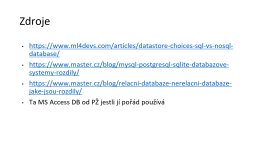 Zdroje
https://www.ml4devs.com/articles/datastore-choices-sql-vs-nosql-
database/
https://www.master.cz/blog/mysql-postgresql-sqlite-databazove-
systemy-rozdily/
https://www.master.cz/blog/relacni-databaze-nerelacni-databaze-
jake-jsou-rozdily/
Ta MS Access DB od PŽ jestli jí pořád používá